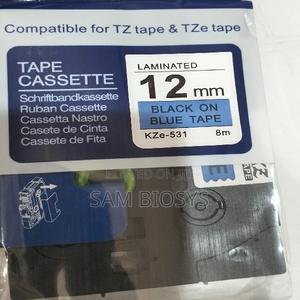 Compatible for TZ tape & TZe tape
TAPE
CASSETTE
Schriftbandkassette
Ruban Cassette
Cassetta Nastro
Casete de Cinta
Cassete de Fita
LAMINATED
12 mm
BLACK ON
BLUE TAPE
KZe-531 8m
SAM BIOSYS
TAPE